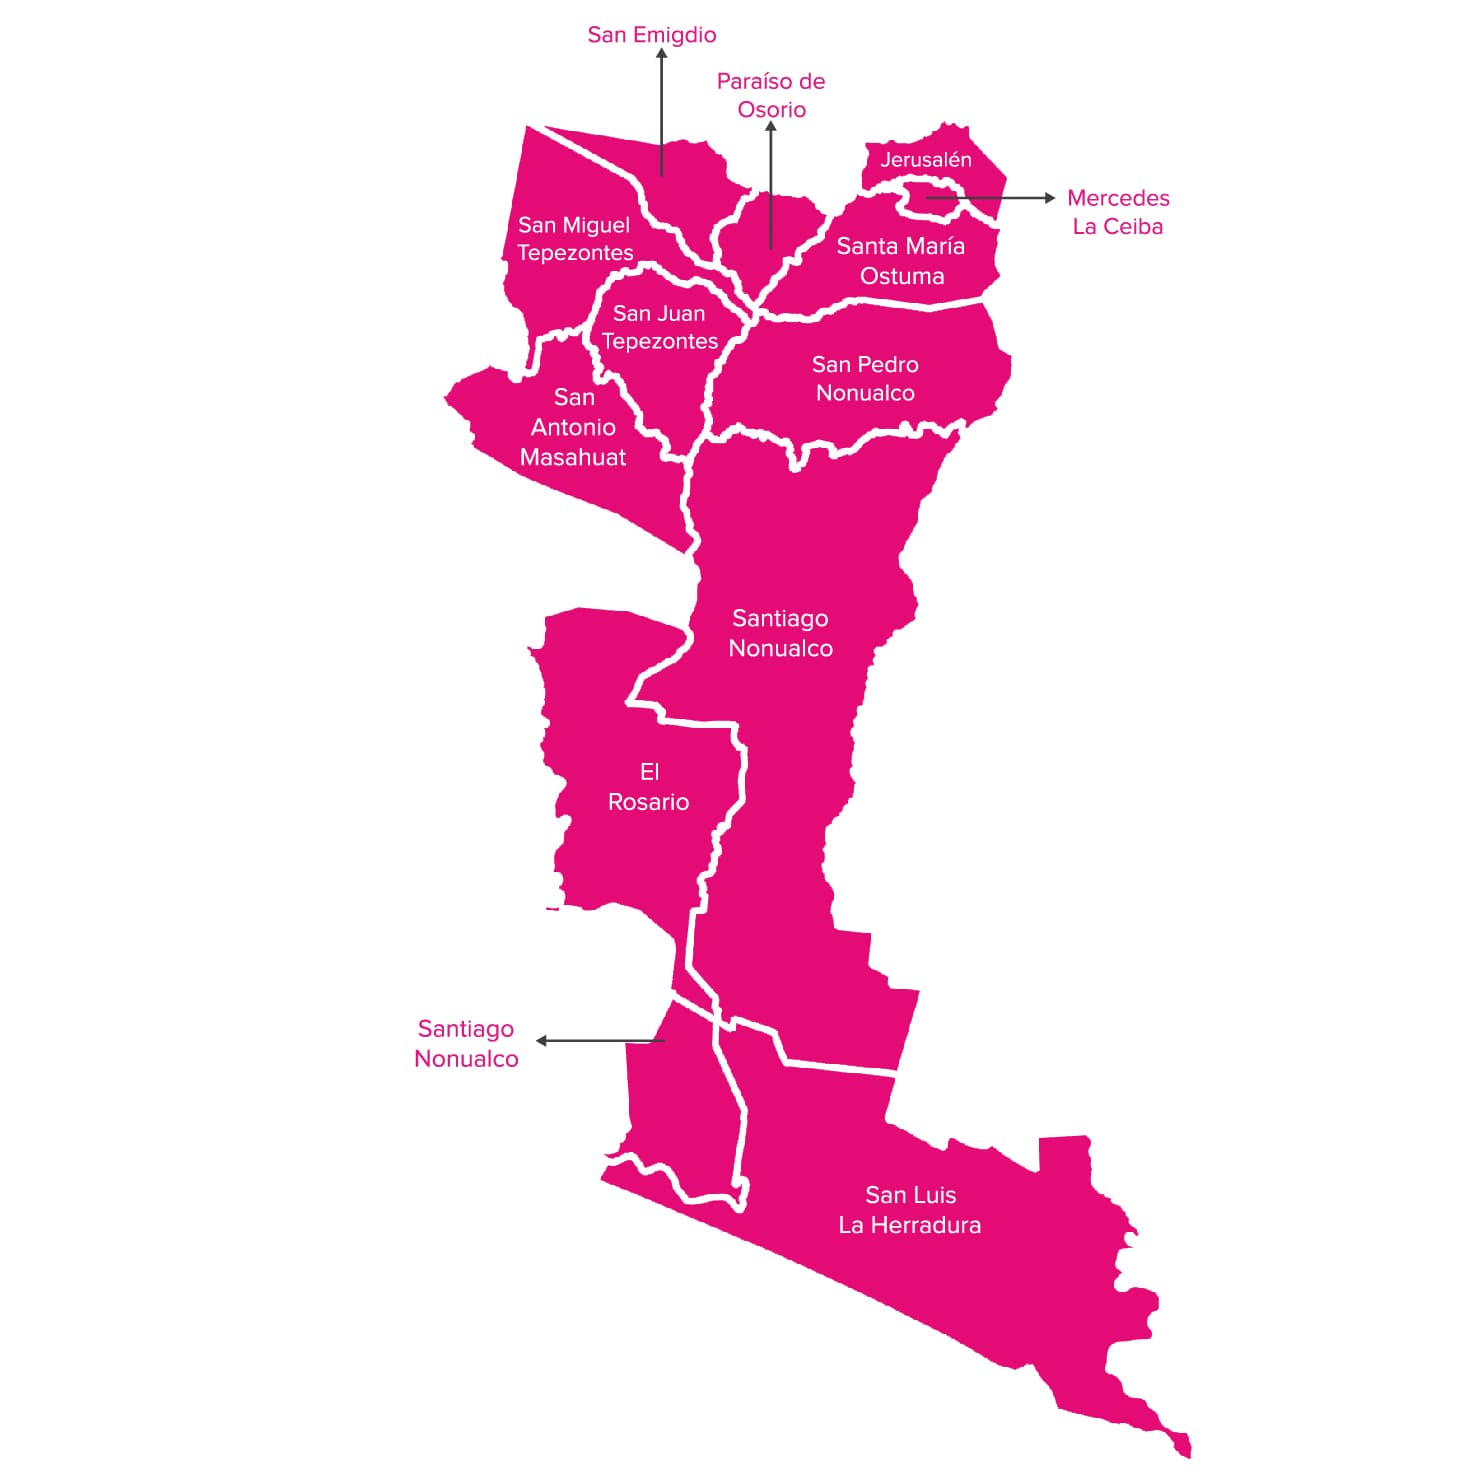 San Emigdio
Paraíso de
Osorio
Jerusalén
Mercedes
La Ceiba
San Miguel
Tepezontes
Santa María
Ostuma
San Juan
Tepezontes
San Pedro
Nonualco
San
Antonio
Masahuat
Santiago
Nonualco
El
Rosario
Santiago
Nonualco
San Luis
La Herradura